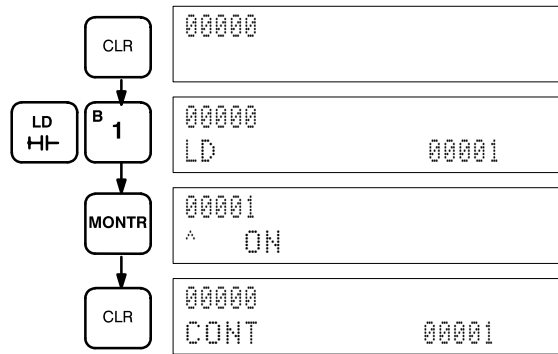 CLR
00000
LD
B
1
00000
LD 00001
MONTR
00001
^ ON
CLR
00000
CONT 00001